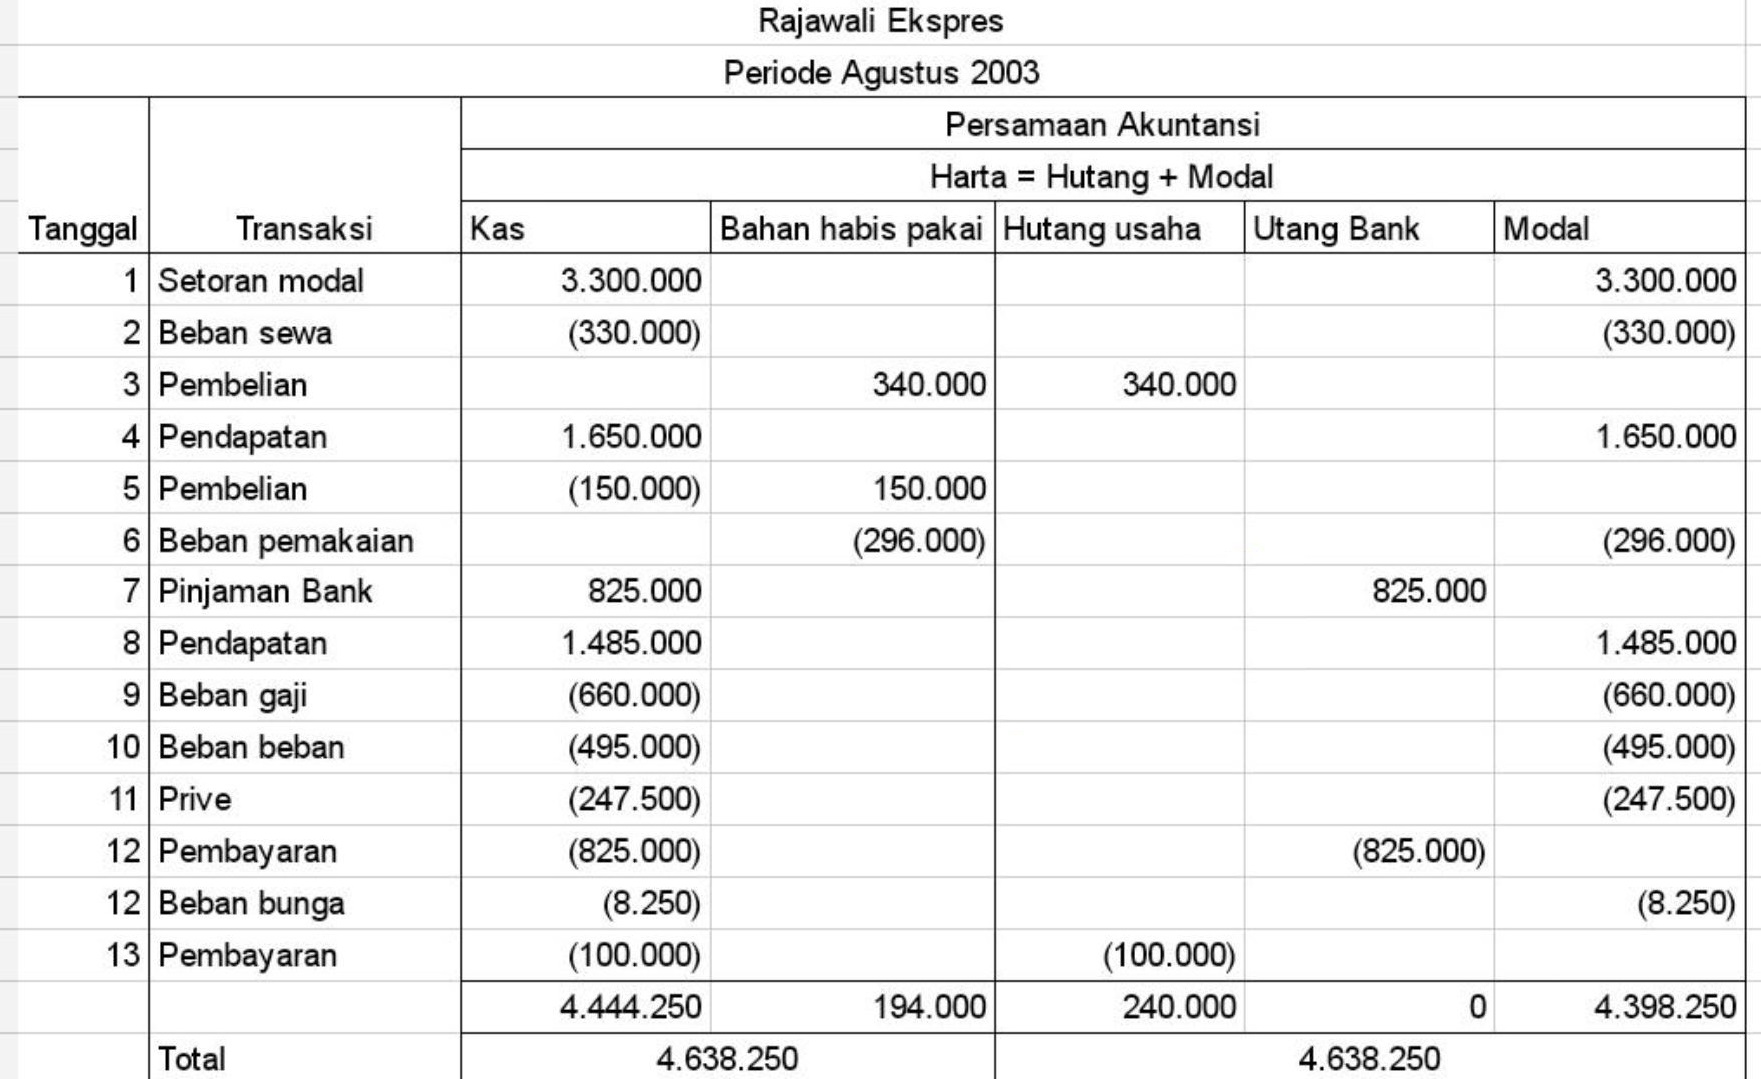 Rajawali Ekspres
Periode Agustus 2003
Persamaan Akuntansi
Harta = Hutang + Modal
Tanggal Transaksi Kas Bahan habis pakai Hutang usaha Utang Bank Modal
1 Setoran modal 3.300.000 3.300.000
2 Beban sewa (330.000) (330.000)
3 Pembelian 340.000 340.000
4 Pendapatan 1.650.000 1.650.000
5 Pembelian (150.000) 150.000
6 Beban pemakaian (296.000) (296.000)
7 Pinjaman Bank 825.000 825.000
8 Pendapatan 1.485.000 1.485.000
9 Beban gaji (660.000) (660.000)
10 Beban beban (495.000) (495.000)
11 Prive (247.500) (247.500)
12 Pembayaran (825.000) (825.000)
12 Beban bunga (8.250) (8.250)
13 Pembayaran (100.000) (100.000)
4.444.250 194.000 240.000 0 4.398.250
Total 4.638.250 4.638.250